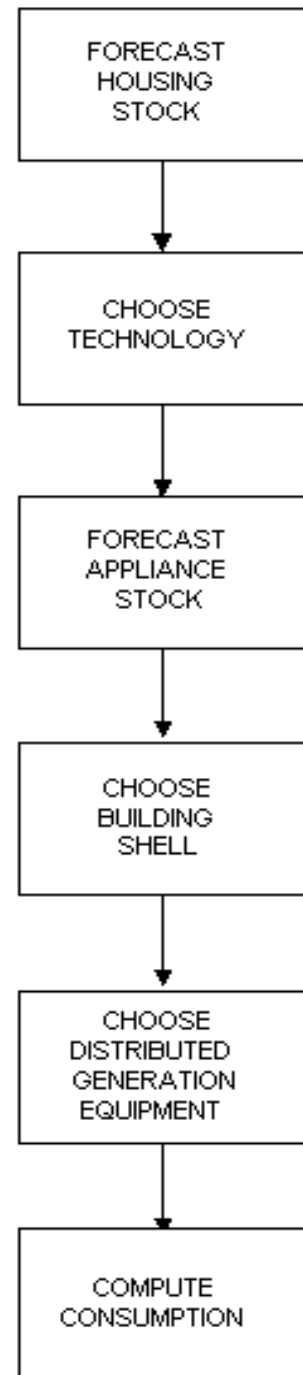 FORECAST
HOUSING
STOCK
CHOOSE
TECHNOLOGY
FORECAST
APPLIANCE
STOCK
CHOOSE
BUILDING
SHELL
CHOOSE
DISTRIBUTED
GENERATION
EQUIPMENT
COMPUTE
CONSUMPTION